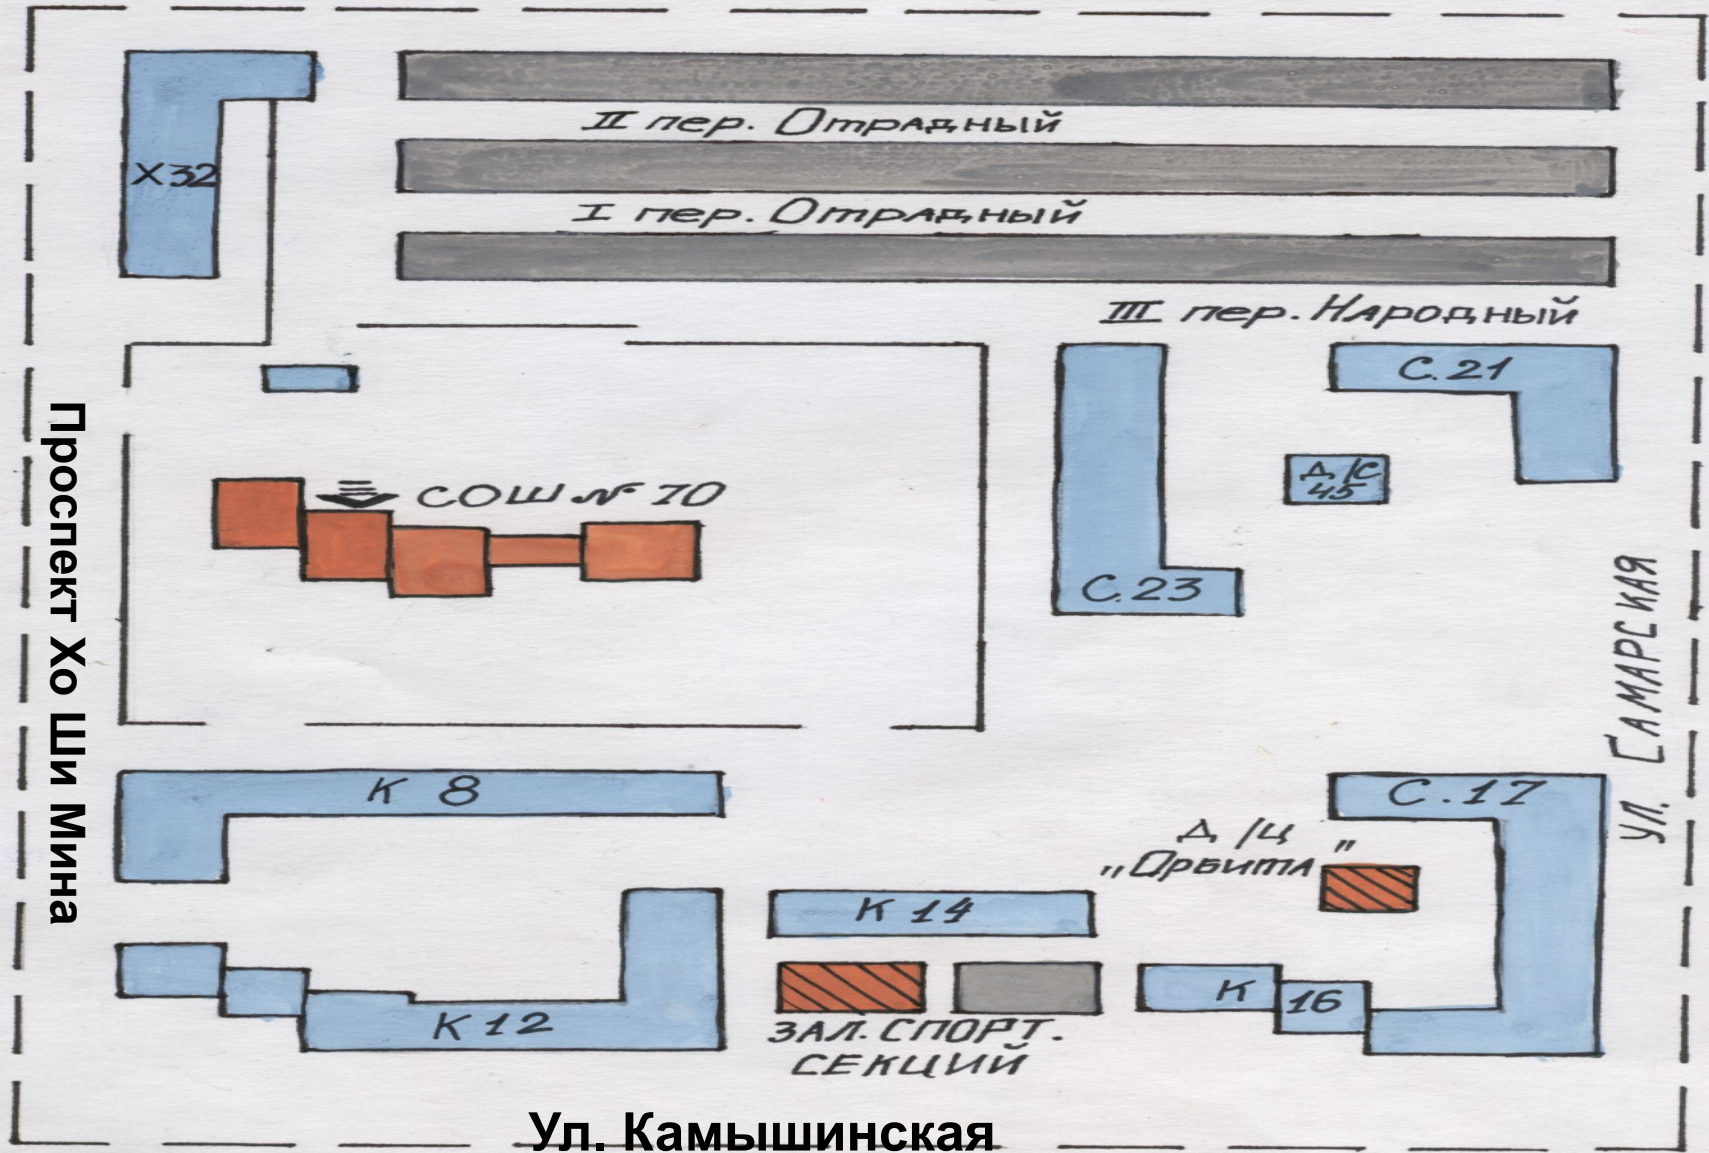 II пер. Отрадный
Х32
I пер. Отрадный
III пер. Народный
С.21
Д/С
45
СОШ № 70
С.23
Проспект Хо Ши Мина
ул. Самарская
К 8
С.17
Д/Ц
„Орбита"
К 14
К 16
К 12
ЗАЛ. СПОРТ.
СЕКЦИЙ
Ул. Камышинская